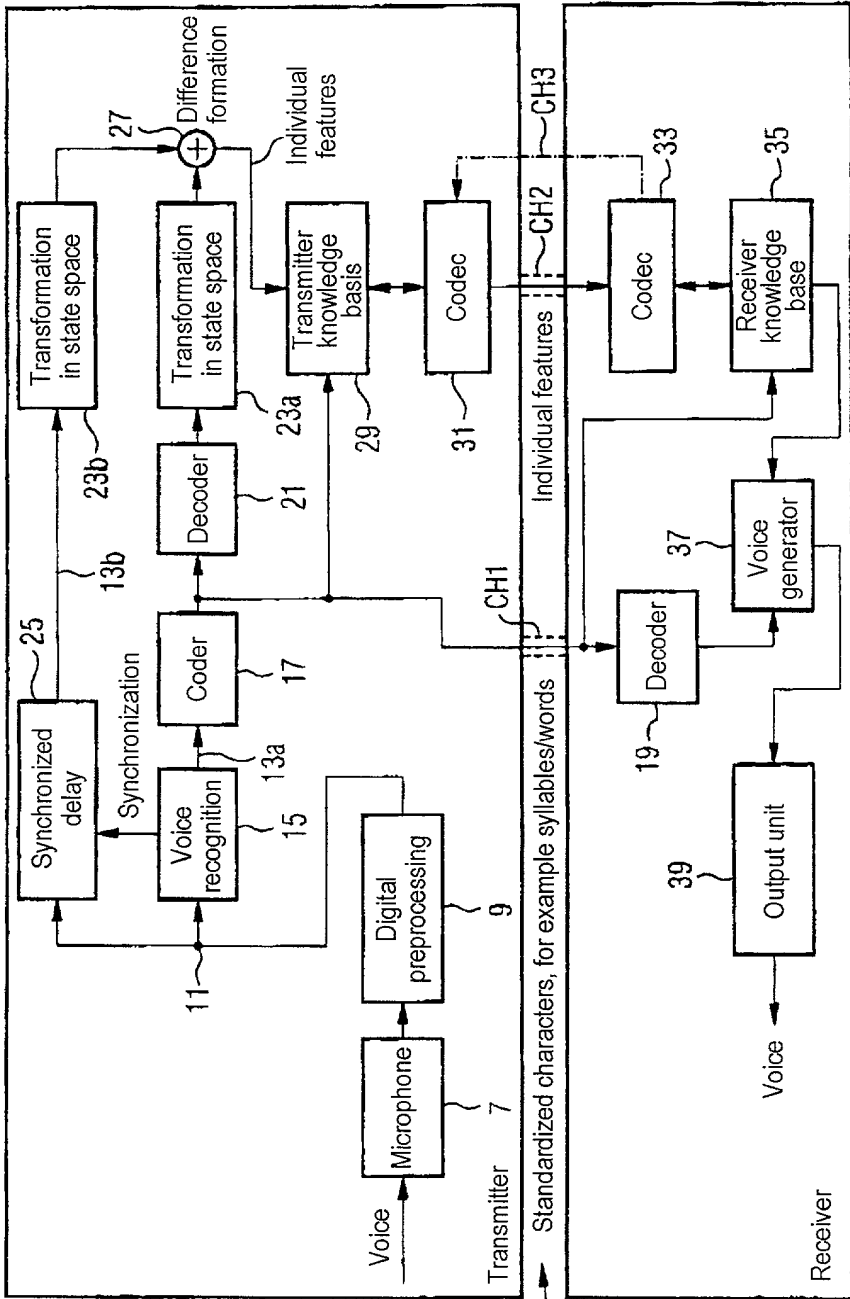 Transmitter
Voice
Microphone
7
Digital
preprocessing
9
11
Synchronized
delay
25
Synchronization
Voice
recognition
15
13a
Coder
17
13b
Decoder
21
Transformation
in state space
23b
Transformation
in state space
23a
27
Difference
formation
Individual
features
Transmitter
knowledge
basis
29
Codec
31
Standardized characters, for example syllables/words
CH1
Individual features
CH2
CH3
Receiver
Voice
Output unit
39
Decoder
19
Voice
generator
37
Codec
33
Receiver
knowledge
base
35